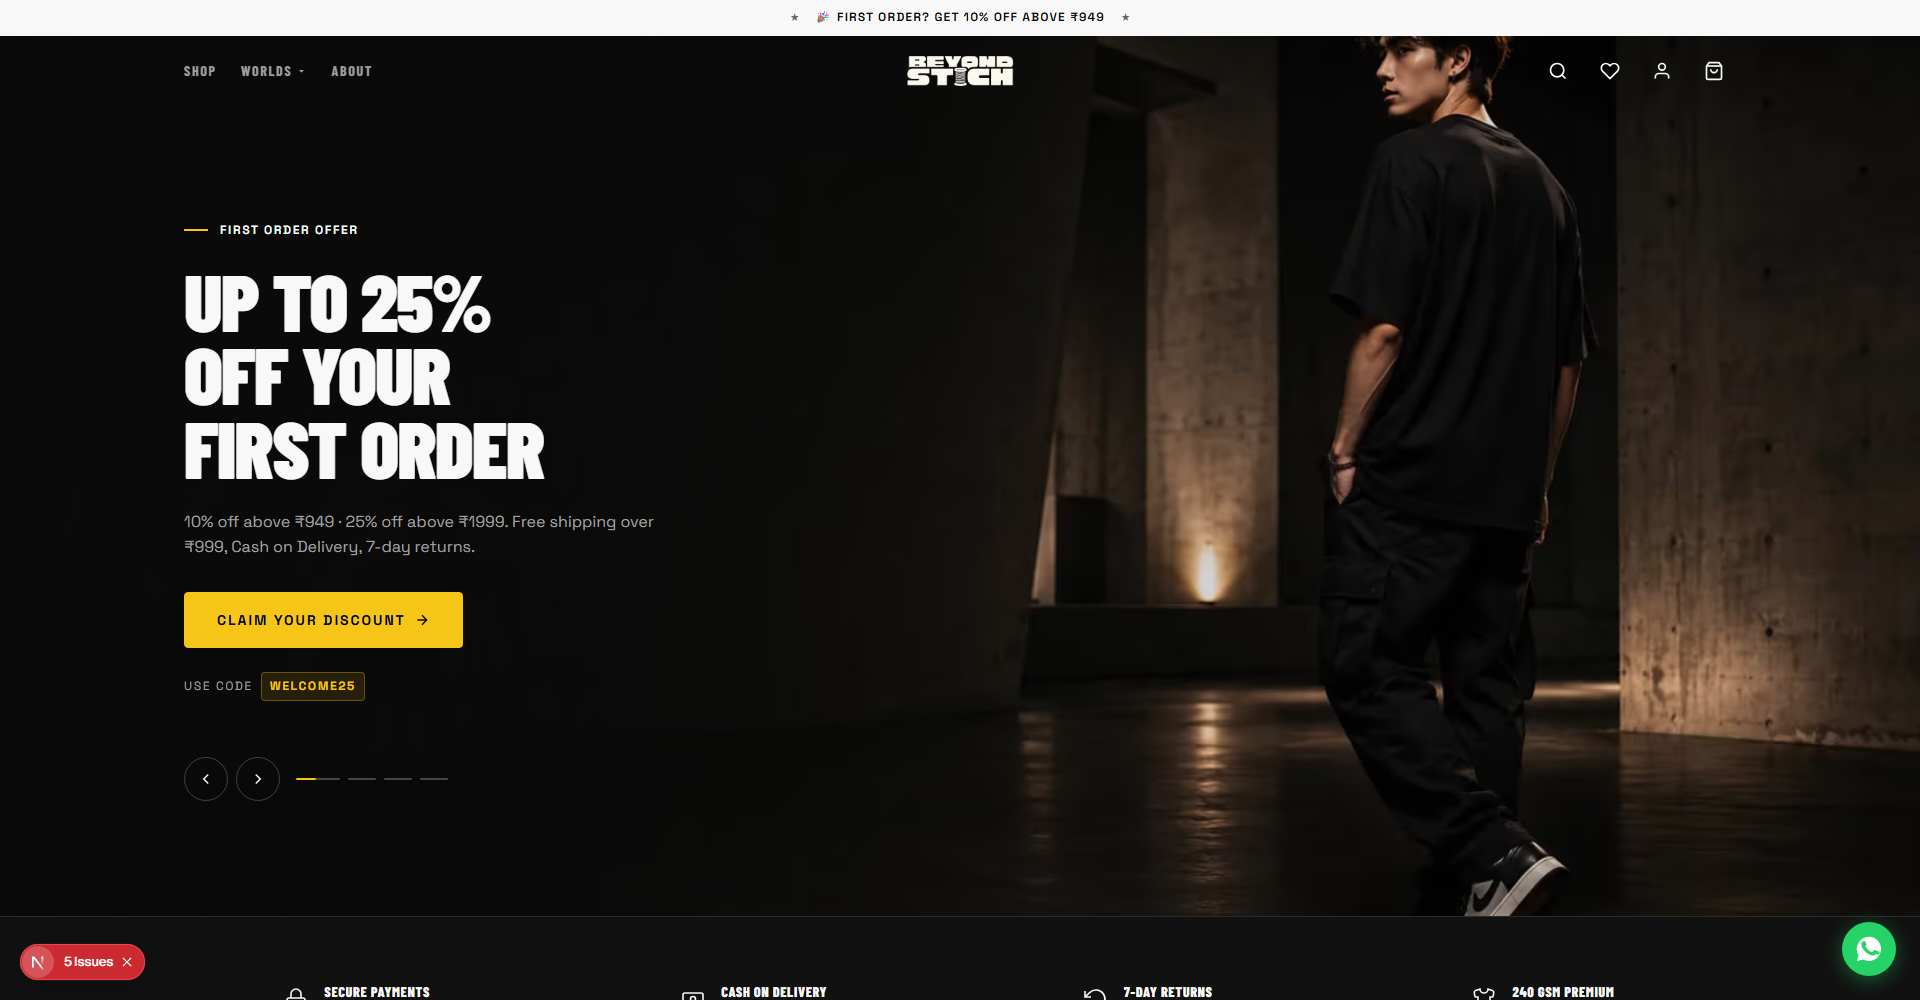 ★ 🎉 FIRST ORDER? GET 10% OFF ABOVE ₹949 ★
SHOP WORLDS ABOUT
BEYOND
STICH
FIRST ORDER OFFER
UP TO 25%
OFF YOUR
FIRST ORDER
10% off above ₹949 · 25% off above ₹1999. Free shipping over
₹999, Cash on Delivery, 7-day returns.
CLAIM YOUR DISCOUNT →
USE CODE WELCOME25
N 5 Issues
SECURE PAYMENTS
CASH ON DELIVERY
7-DAY RETURNS
240 GSM PREMIUM